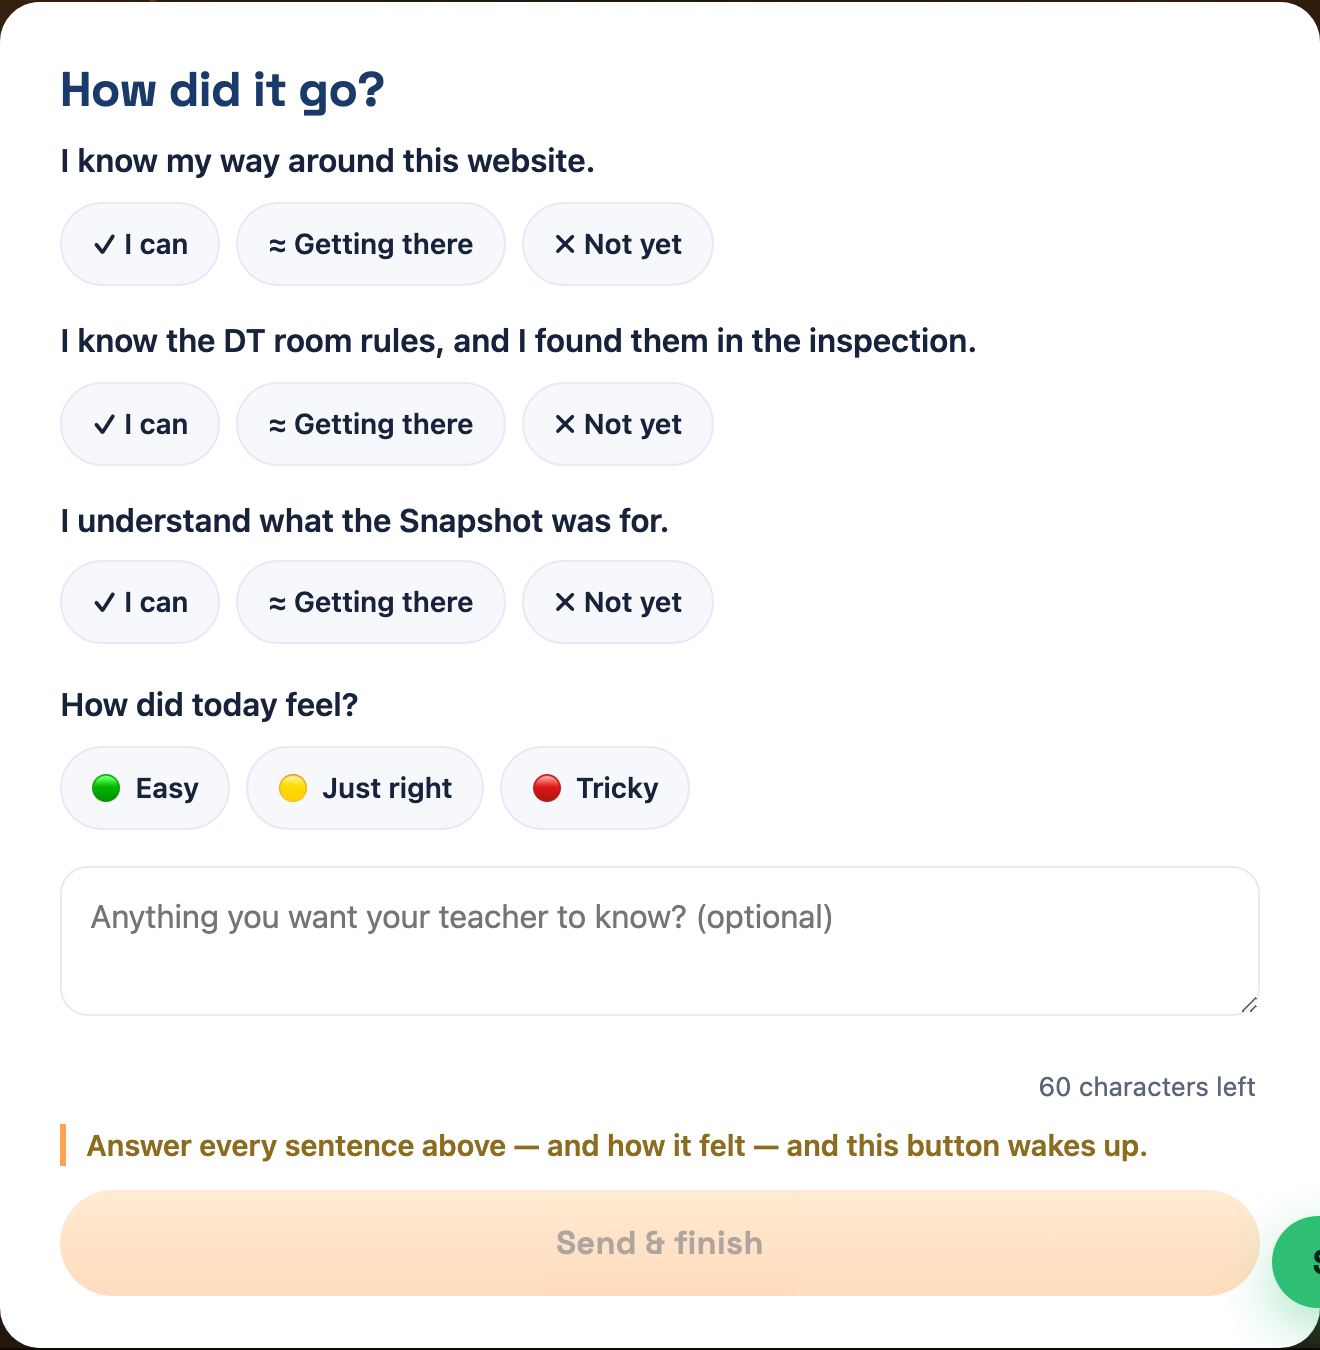 How did it go?
I know my way around this website.
✓ I can ≈ Getting there ✕ Not yet
I know the DT room rules, and I found them in the inspection.
✓ I can ≈ Getting there ✕ Not yet
I understand what the Snapshot was for.
✓ I can ≈ Getting there ✕ Not yet
How did today feel?
Easy Just right Tricky
Anything you want your teacher to know? (optional)
60 characters left
Answer every sentence above — and how it felt — and this button wakes up.
Send & finish